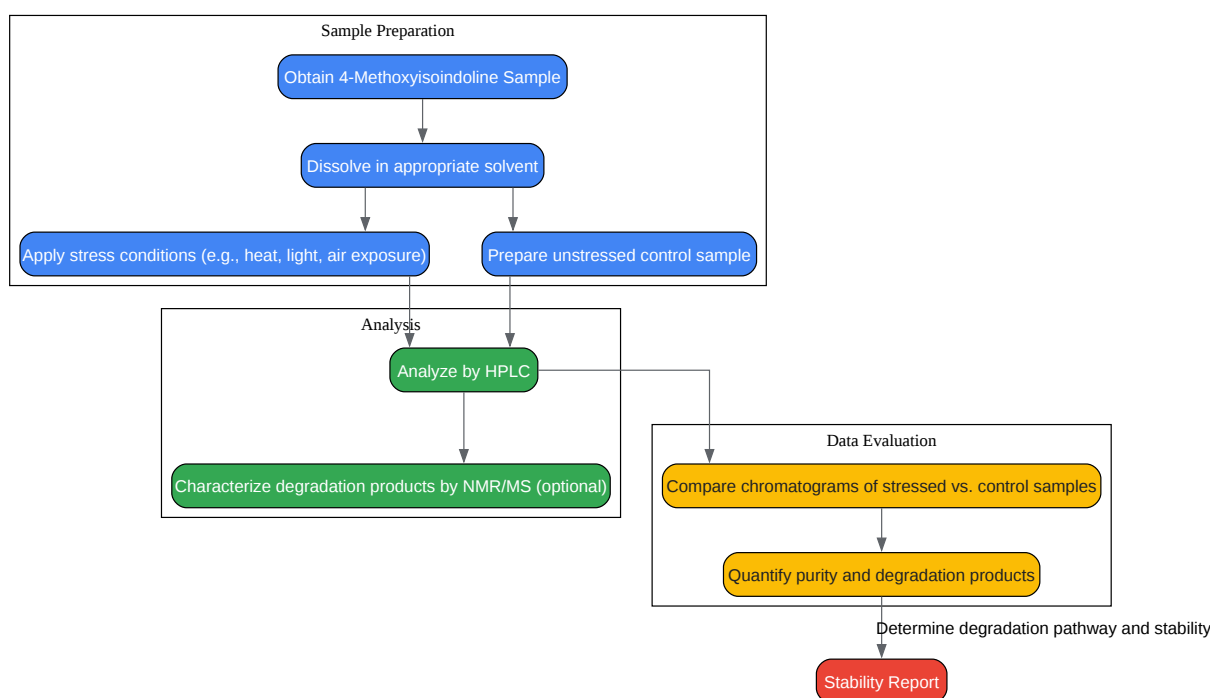 Sample Preparation
Obtain 4-Methoxyisoindoline Sample
Dissolve in appropriate solvent
Apply stress conditions (e.g., heat, light, air exposure)
Prepare unstressed control sample
Analysis
Analyze by HPLC
Characterize degradation products by NMR/MS (optional)
Data Evaluation
Compare chromatograms of stressed vs. control samples
Quantify purity and degradation products
Determine degradation pathway and stability
Stability Report